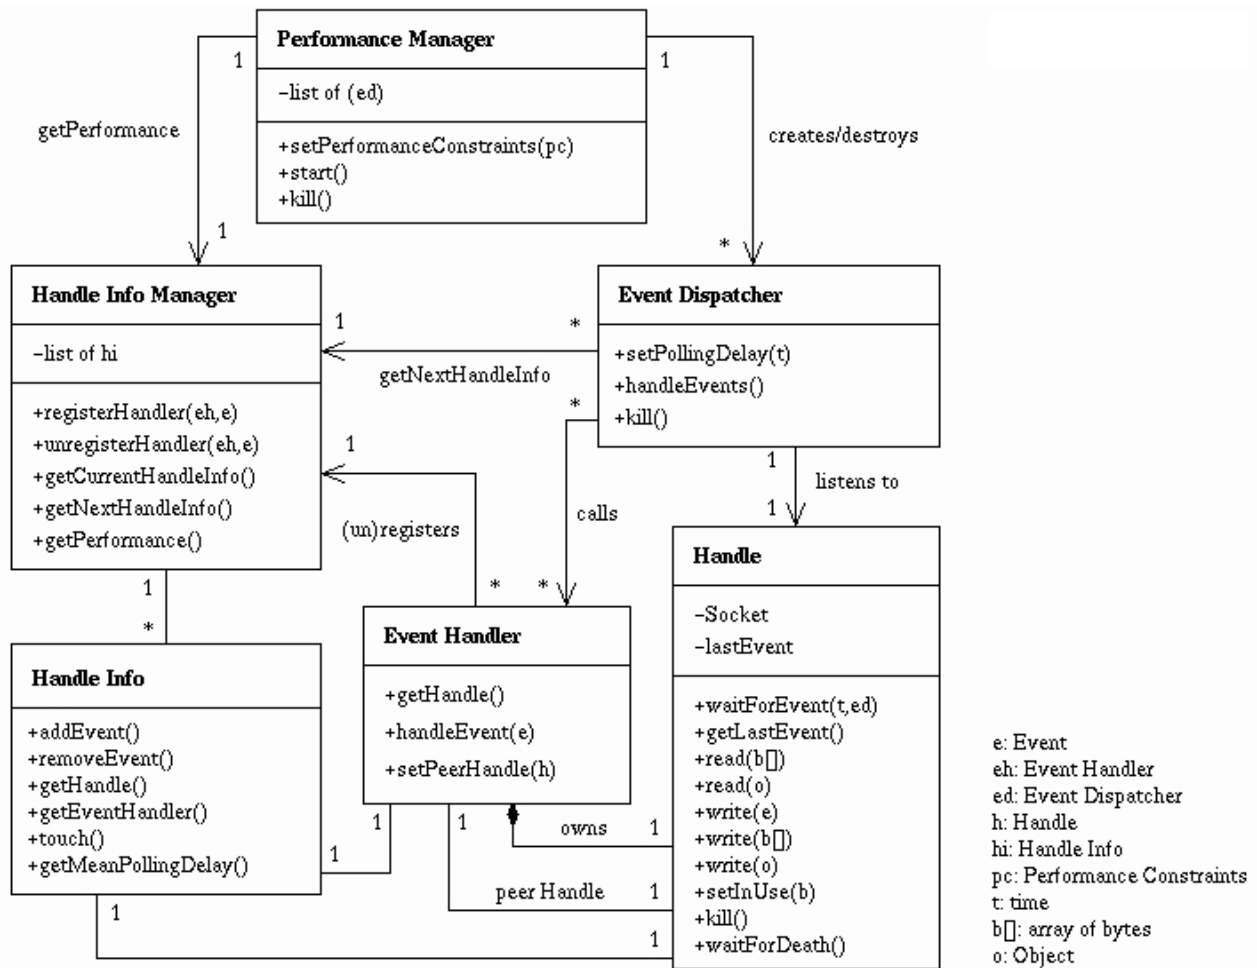 Performance Manager
-list of (ed)
+setPerformanceConstraints(pc)
+start()
+kill()
1
1
getPerformance
creates/destroys
1
*
Handle Info Manager
-list of hi
+registerHandler(eh,e)
+unregisterHandler(eh,e)
+getCurrentHandleInfo()
+getNextHandleInfo()
+getPerformance()
Event Dispatcher
+setPollingDelay(t)
+handleEvents()
+kill()
1
*
getNextHandleInfo
*
1
(un)registers
calls
1
listens to
1
*
*
1
*
Handle Info
+addEvent()
+removeEvent()
+getHandle()
+getEventHandler()
+touch()
+getMeanPollingDelay()
Event Handler
+getHandle()
+handleEvent(e)
+setPeerHandle(h)
Handle
-Socket
-lastEvent
+waitForEvent(t,ed)
+getLastEvent()
+read(b[])
+read(o)
+write(e)
+write(b[])
+write(o)
+setInUse(b)
+kill()
+waitForDeath()
1
1
owns
1
1
peer Handle
1
1
1
e: Event
eh: Event Handler
ed: Event Dispatcher
h: Handle
hi: Handle Info
pc: Performance Constraints
t: time
b[]: array of bytes
o: Object